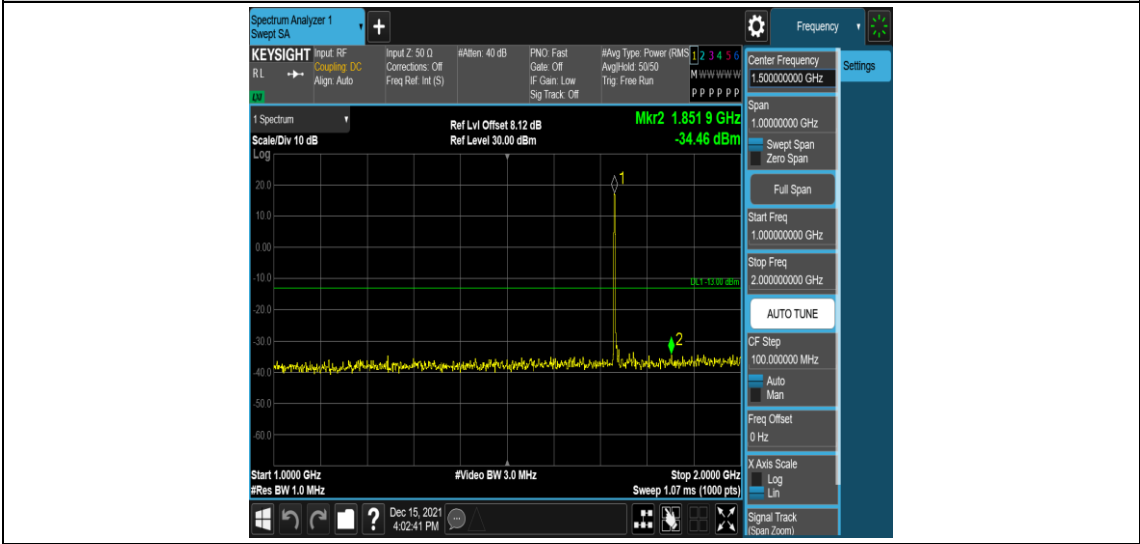 Spectrum Analyzer 1
Swept SA
+
Frequency
KEYSIGHT
RL
Input: RF
Coupling: DC
Align: Auto
Input Z: 50 Ω
Corrections: Off
Freq Ref: Int (S)
#Atten: 40 dB
PNO: Fast
Gate: Off
IF Gain: Low
Sig Track: Off
#Avg Type: Power (RMS
Avg|Hold: 50/50
Trig: Free Run
1 2 3 4 5 6
M W W W W W
P P P P P P
Center Frequency
1.500000000 GHz
Settings
Span
1.00000000 GHz
Swept Span
Zero Span
Full Span
Start Freq
1.000000000 GHz
Stop Freq
2.000000000 GHz
AUTO TUNE
CF Step
100.000000 MHz
Auto
Man
Freq Offset
0 Hz
X Axis Scale
Log
Lin
Signal Track
(Span Zoom)
1 Spectrum
Scale/Div 10 dB
Log
Ref Lvl Offset 8.12 dB
Ref Level 30.00 dBm
Mkr2 1.851 9 GHz
-34.46 dBm
1
20.0
10.0
0.00
-10.0
DL1 -13.00 dBm
-20.0
-30.0
2
-40.0
-50.0
-60.0
Start 1.0000 GHz
#Video BW 3.0 MHz
Stop 2.0000 GHz
#Res BW 1.0 MHz
Sweep 1.07 ms (1000 pts)
?
Dec 15, 2021
4:02:41 PM